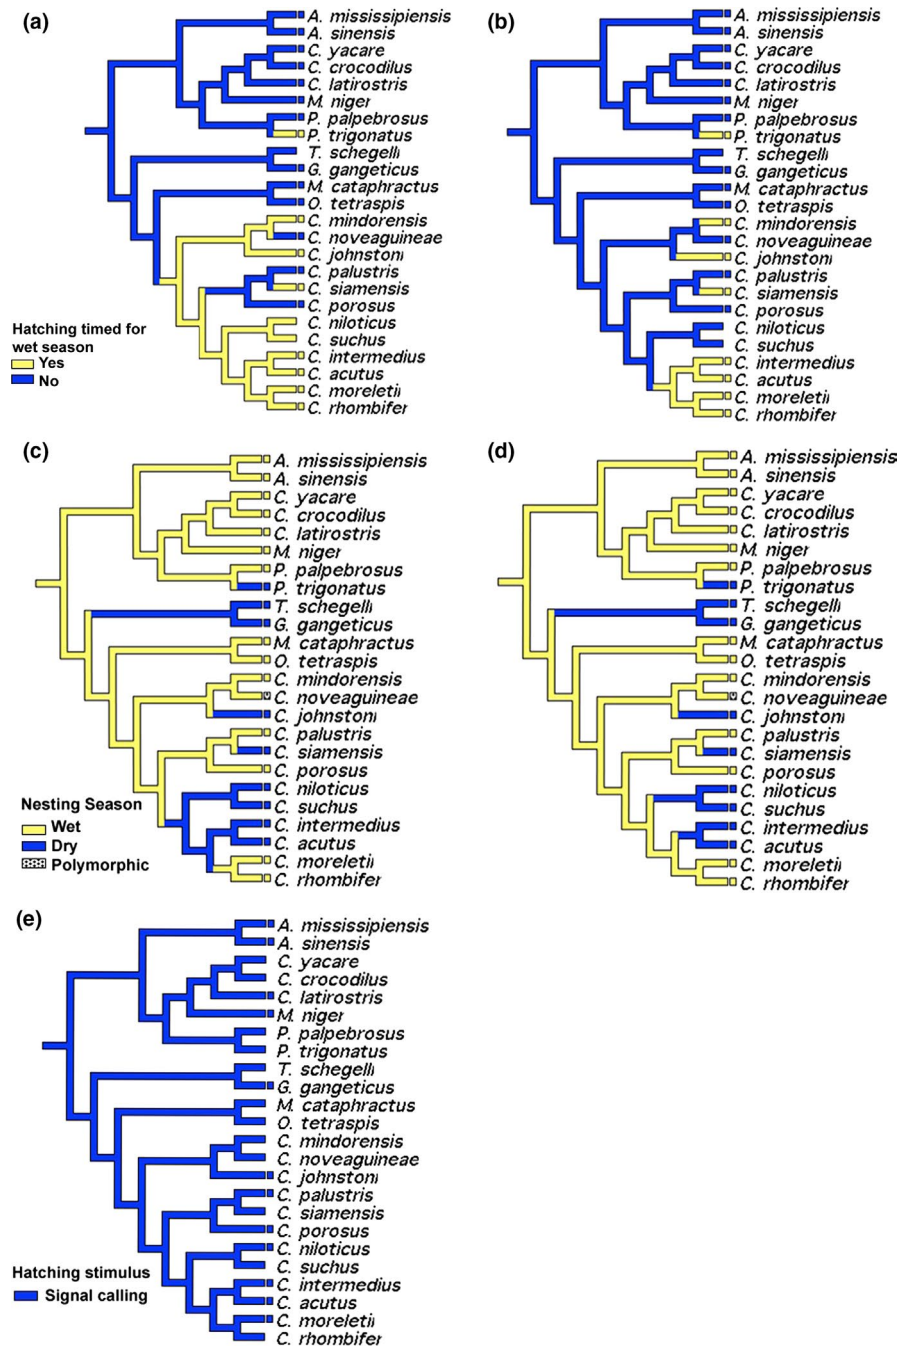 (a)
A. mississipiensis
A. sinensis
C. yacare
C. crocodilus
C. latirostris
M. niger
P. palpebrosus
P. trigonatus
T. schegelli
G. gangeticus
M. cataphractus
O. tetraspis
C. mindorensis
C. noveaguineae
C. johnstoni
C. palustris
C. siamensis
C. porosus
C. niloticus
C. suchus
C. intermedius
C. acutus
C. moreletii
C. rhombifer
Hatching timed for
wet season
Yes
No
(b)
A. mississipiensis
A. sinensis
C. yacare
C. crocodilus
C. latirostris
M. niger
P. palpebrosus
P. trigonatus
T. schegelli
G. gangeticus
M. cataphractus
O. tetraspis
C. mindorensis
C. noveaguineae
C. johnstoni
C. palustris
C. siamensis
C. porosus
C. niloticus
C. suchus
C. intermedius
C. acutus
C. moreletii
C. rhombifer
(c)
A. mississipiensis
A. sinensis
C. yacare
C. crocodilus
C. latirostris
M. niger
P. palpebrosus
P. trigonatus
T. schegelli
G. gangeticus
M. cataphractus
O. tetraspis
C. mindorensis
C. noveaguineae
C. johnstoni
C. palustris
C. siamensis
C. porosus
C. niloticus
C. suchus
C. intermedius
C. acutus
C. moreletii
C. rhombifer
Nesting Season
Wet
Dry
Polymorphic
(d)
A. mississipiensis
A. sinensis
C. yacare
C. crocodilus
C. latirostris
M. niger
P. palpebrosus
P. trigonatus
T. schegelli
G. gangeticus
M. cataphractus
O. tetraspis
C. mindorensis
C. noveaguineae
C. johnstoni
C. palustris
C. siamensis
C. porosus
C. niloticus
C. suchus
C. intermedius
C. acutus
C. moreletii
C. rhombifer
(e)
A. mississipiensis
A. sinensis
C. yacare
C. crocodilus
C. latirostris
M. niger
P. palpebrosus
P. trigonatus
T. schegelli
G. gangeticus
M. cataphractus
O. tetraspis
C. mindorensis
C. noveaguineae
C. johnstoni
C. palustris
C. siamensis
C. porosus
C. niloticus
C. suchus
C. intermedius
C. acutus
C. moreletii
C. rhombifer
Hatching stimulus
Signal calling